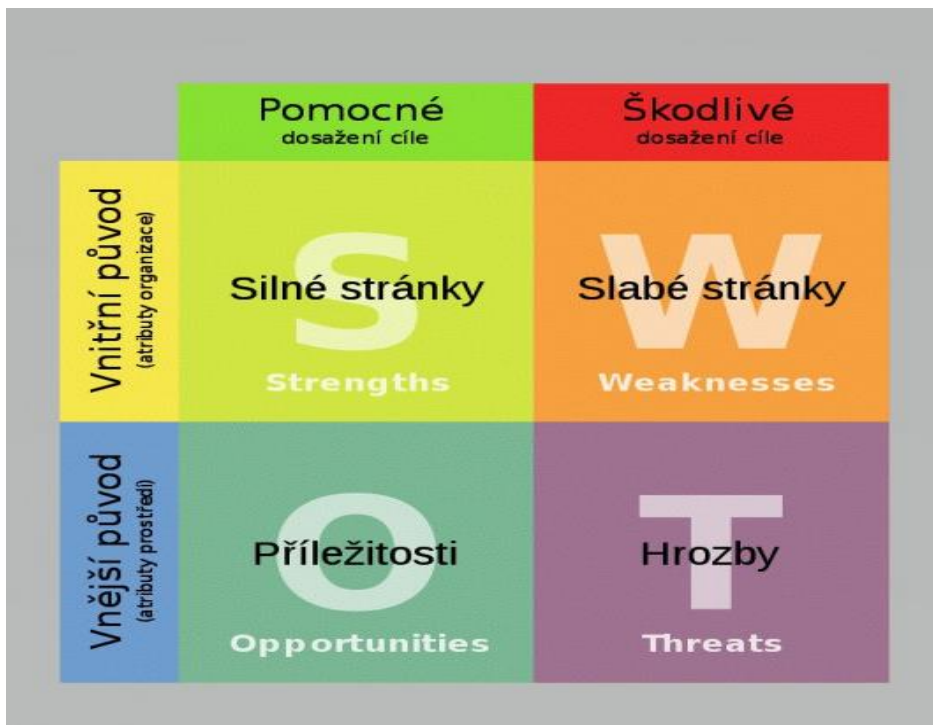 Pomocné
dosažení cíle
Škodlivé
dosažení cíle
Vnitřní původ
(atributy organizace)
S
Silné stránky
Strengths
W
Slabé stránky
Weaknesses
Vnější původ
(atributy prostředí)
O
Příležitosti
Opportunities
T
Hrozby
Threats